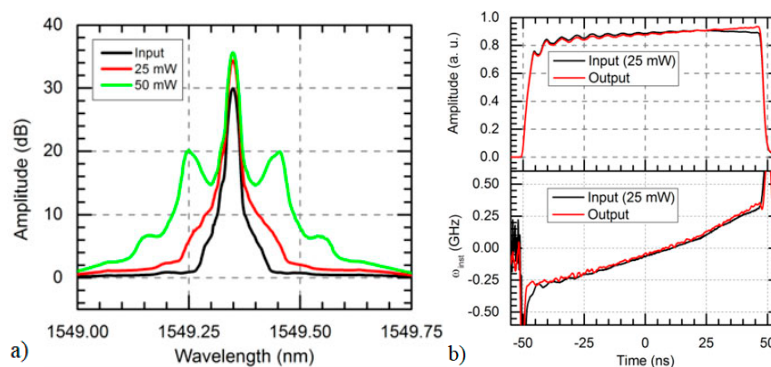 40
30
20
10
0
Amplitude (dB)
Input
25 mW
50 mW
1549.00
1549.25
1549.50
1549.75
Wavelength (nm)
a)
1.0
0.8
0.6
0.4
0.2
0.0
Amplitude (a. u.)
Input (25 mW)
Output
0.50
0.25
0.00
-0.25
-0.50
ωinst (GHz)
Input (25 mW)
Output
-50
-25
0
25
50
Time (ns)
b)